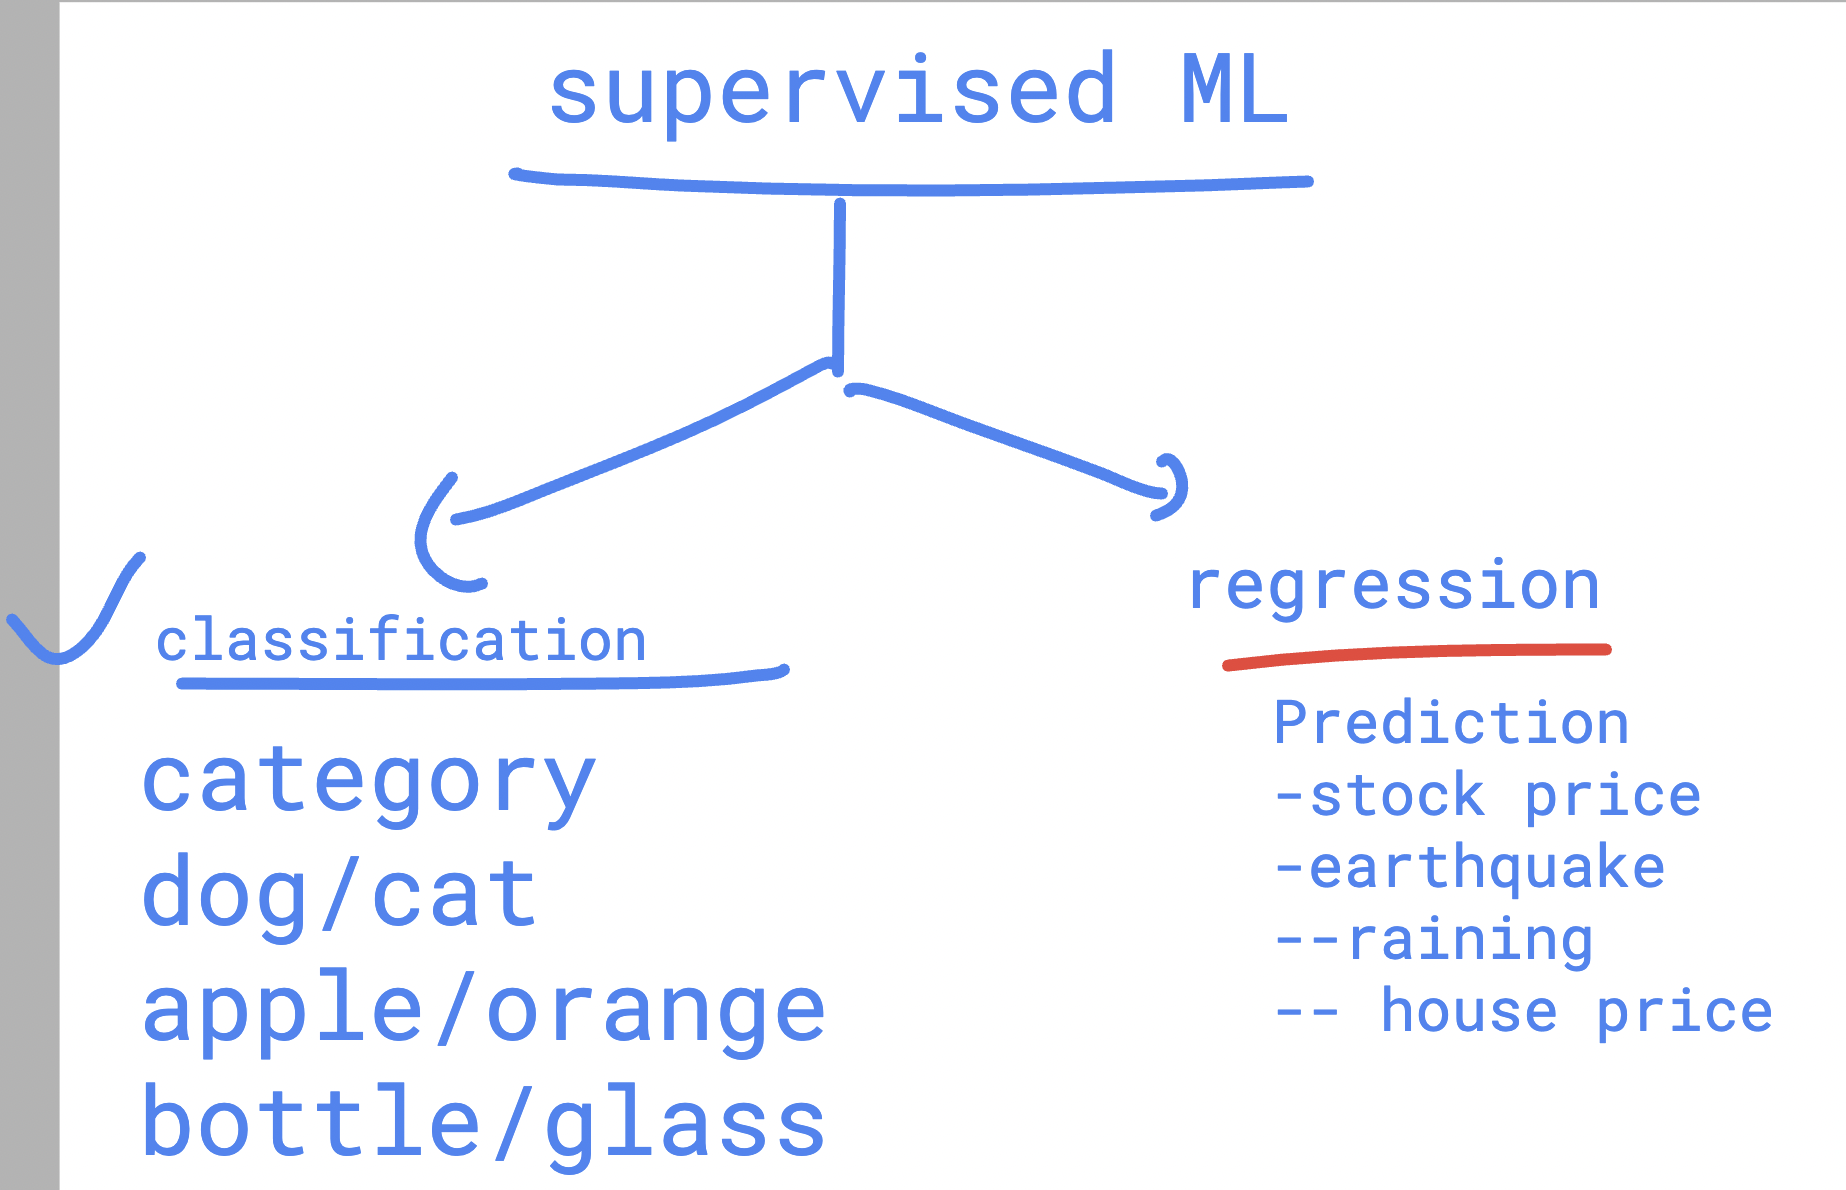 supervised ML
classification
category
dog/cat
apple/orange
bottle/glass
regression
Prediction
-stock price
-earthquake
--raining
-- house price